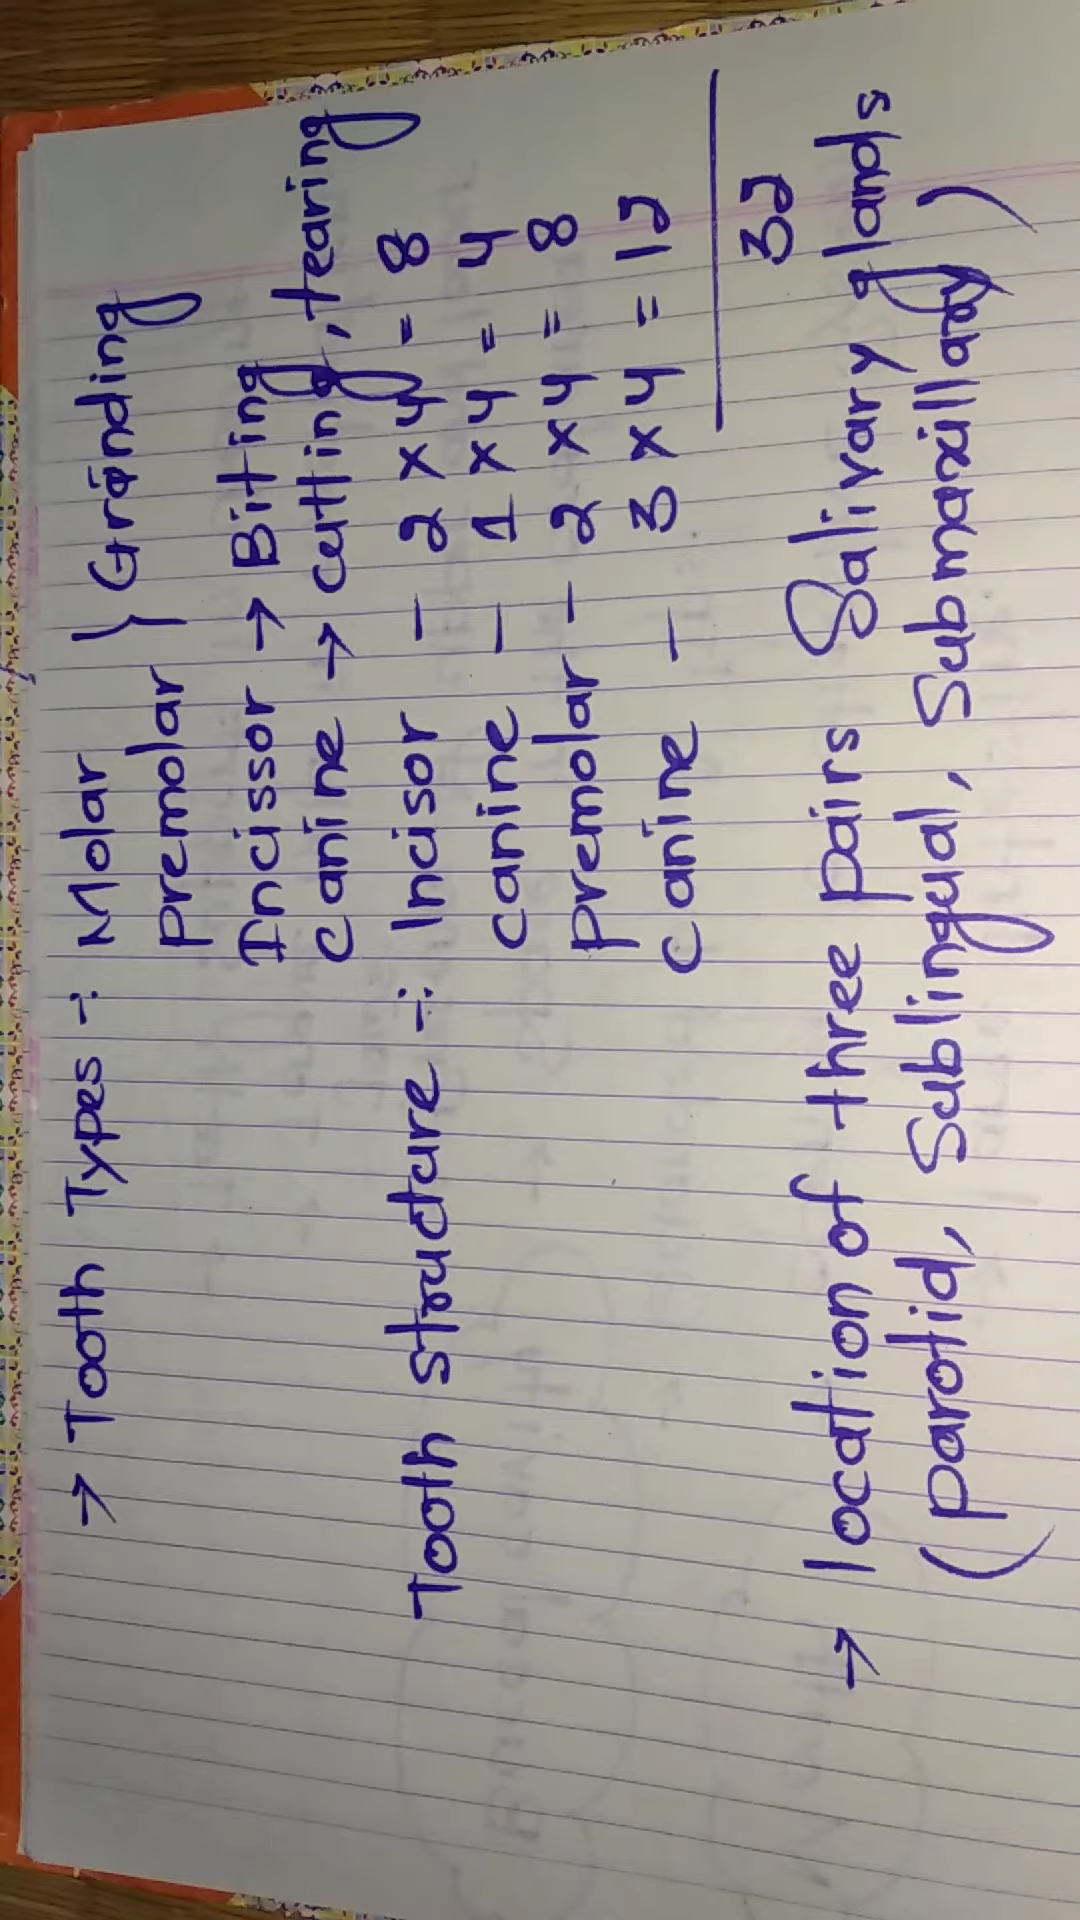 → Tooth Types -: Molar } Grinding
premolar
Incissor → Biting
canine → cutting, tearing
Tooth structure -: Incisor - 2 x 4 = 8
canine - 1 x 4 = 4
premolar - 2 x 4 = 8
canine - 3 x 4 = 12
32
→ location of three pairs Salivary glands
(parotid, Sublingual, Submaxillary)